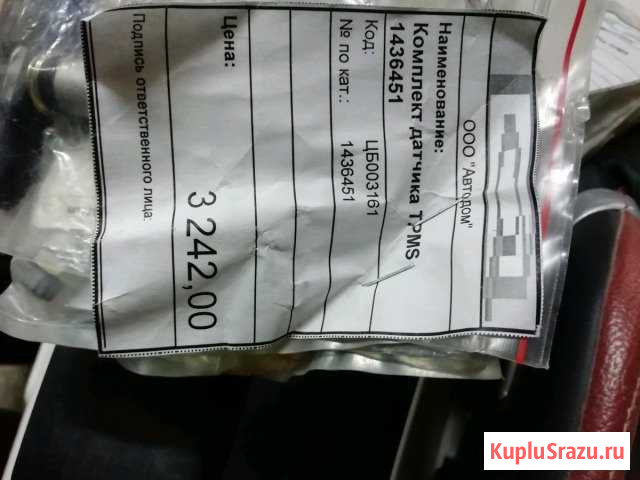 ООО "Автодом"
Наименование:
Комплект датчика TPMS
1436451
Код: ЦБ003161
№ по кат.: 1436451
Цена: 3 242,00
Подпись ответственного лица:
KupluSrazu.ru